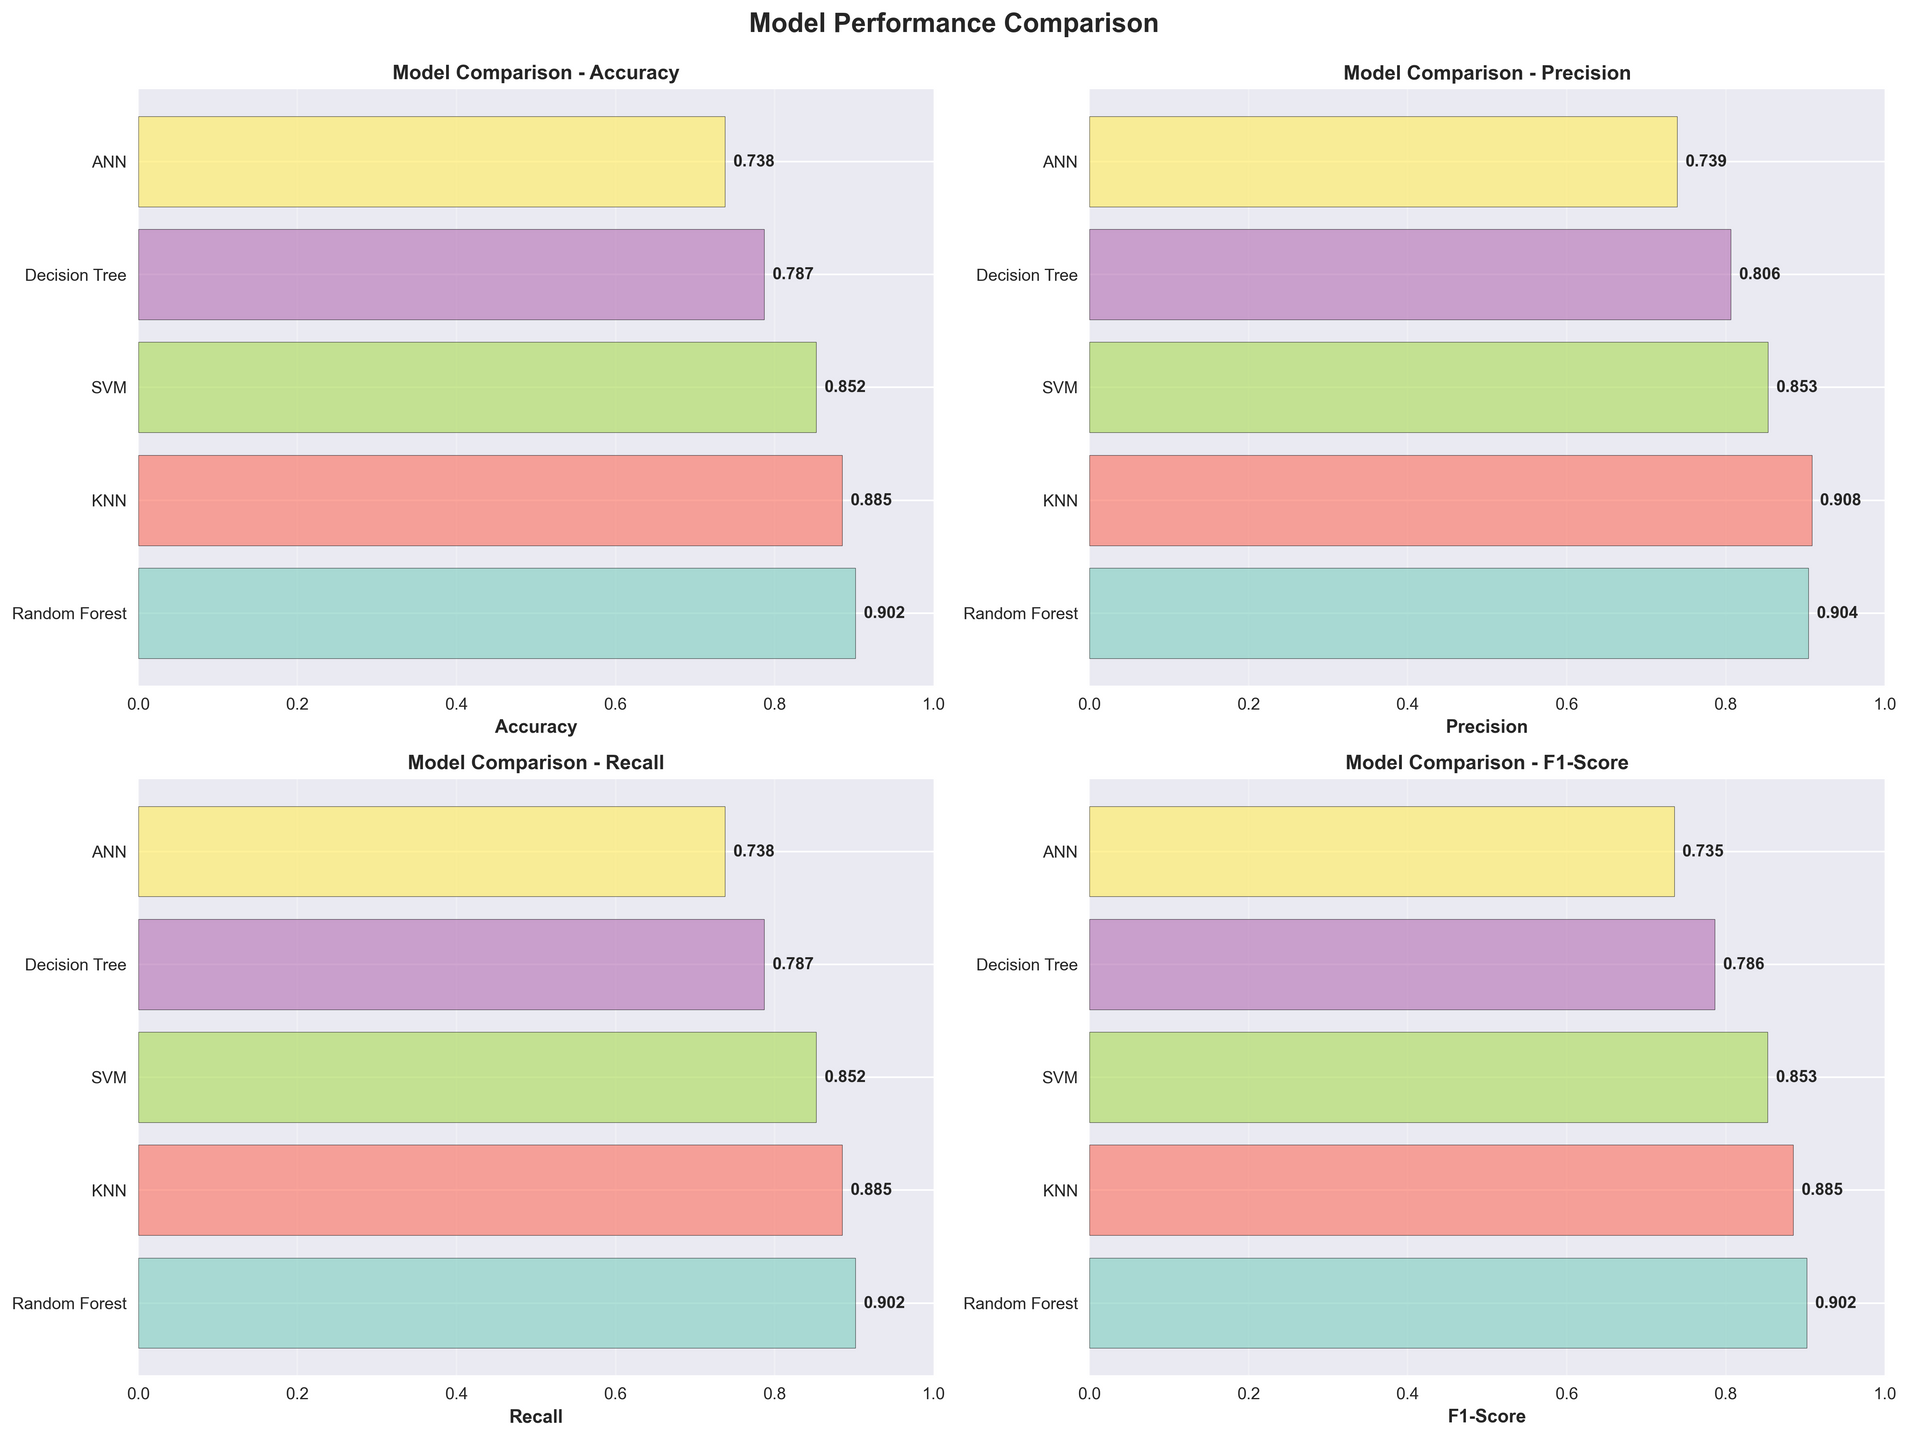 Model Performance Comparison
Model Comparison - Accuracy
ANN
0.738
Decision Tree
0.787
SVM
0.852
KNN
0.885
Random Forest
0.902
0.0 0.2 0.4 0.6 0.8 1.0
Accuracy
Model Comparison - Precision
ANN
0.739
Decision Tree
0.806
SVM
0.853
KNN
0.908
Random Forest
0.904
0.0 0.2 0.4 0.6 0.8 1.0
Precision
Model Comparison - Recall
ANN
0.738
Decision Tree
0.787
SVM
0.852
KNN
0.885
Random Forest
0.902
0.0 0.2 0.4 0.6 0.8 1.0
Recall
Model Comparison - F1-Score
ANN
0.735
Decision Tree
0.786
SVM
0.853
KNN
0.885
Random Forest
0.902
0.0 0.2 0.4 0.6 0.8 1.0
F1-Score